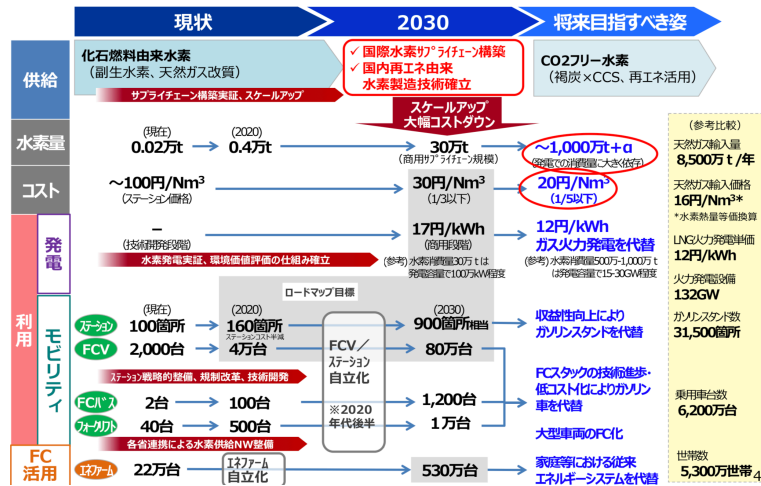 現状
2030
将来目指すべき姿
供給
化石燃料由来水素
(副生水素、天然ガス改質)
✓ 国際水素ｻﾌﾟﾗｲﾁｪｰﾝ構築
✓ 国内再エネ由来
水素製造技術確立
CO2フリー水素
(褐炭×CCS、再エネ活用)
サプライチェーン構築実証、スケールアップ
スケールアップ
大幅コストダウン
(参考比較)
水素量
(現在)
0.02万t
(2020)
0.4万t
30万t
(商用ｻﾌﾟﾗｲﾁｪｰﾝ規模)
～1,000万t+α
(発電での消費量に大きく依存)
天然ガス輸入量
8,500万ｔ/年
コスト
～100円/Nm3
(ステーション価格)
30円/Nm3
(1/3以下)
20円/Nm3
(1/5以下)
天然ガス輸入価格
16円/Nm3*
*水素熱量等価換算
利用
発電
－
(技術開発段階)
17円/kWh
(商用段階)
12円/kWh
ガス火力発電を代替
LNG火力発電単価
12円/kWh
水素発電実証、環境価値評価の仕組み確立
(参考) 水素消費量30万ｔは
発電容量で100万kW程度
(参考) 水素消費量500万-1,000万ｔ
は発電容量で15-30GW程度
火力発電設備
132GW
モビリティ
ロードマップ目標
ステーション
(現在)
100箇所
(2020)
160箇所
ステーションコスト半減
(2030)
900箇所相当
収益性向上により
ガソリンスタンドを代替
ガソリンスタンド数
31,500箇所
FCV
2,000台
4万台
FCV／
ステーション
自立化
※2020
年代後半
80万台
ステーション戦略的整備、規制改革、技術開発
FCスタックの技術進歩・
低コスト化によりガソリン
車を代替
FCバス
2台
100台
1,200台
乗用車台数
6,200万台
フォークリフト
40台
500台
1万台
大型車両のFC化
各省連携による水素供給NW整備
FC
活用
エネファーム
22万台
エネファーム
自立化
530万台
家庭等における従来
エネルギーシステムを代替
世帯数
5,300万世帯
4